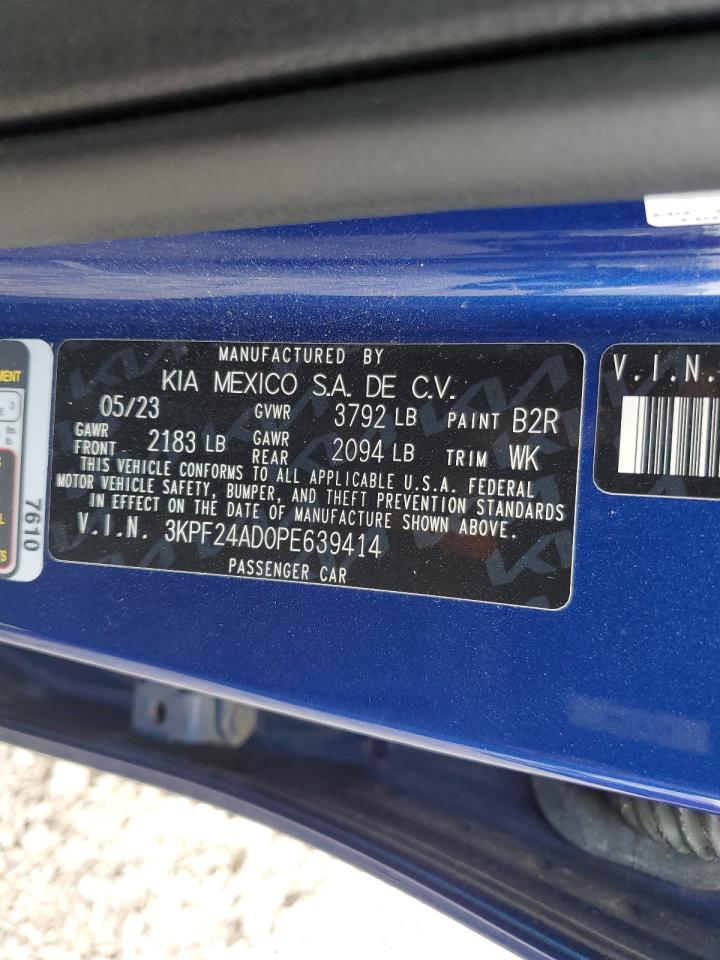 MANUFACTURED BY
KIA MEXICO S.A. DE C.V.
05/23 GVWR 3792 LB PAINT B2R
GAWR FRONT 2183 LB GAWR REAR 2094 LB TRIM WK
THIS VEHICLE CONFORMS TO ALL APPLICABLE U.S.A. FEDERAL
MOTOR VEHICLE SAFETY, BUMPER, AND THEFT PREVENTION STANDARDS
IN EFFECT ON THE DATE OF MANUFACTURE SHOWN ABOVE.
V.I.N. 3KPF24AD0PE639414
PASSENGER CAR
V.I.N.
7610